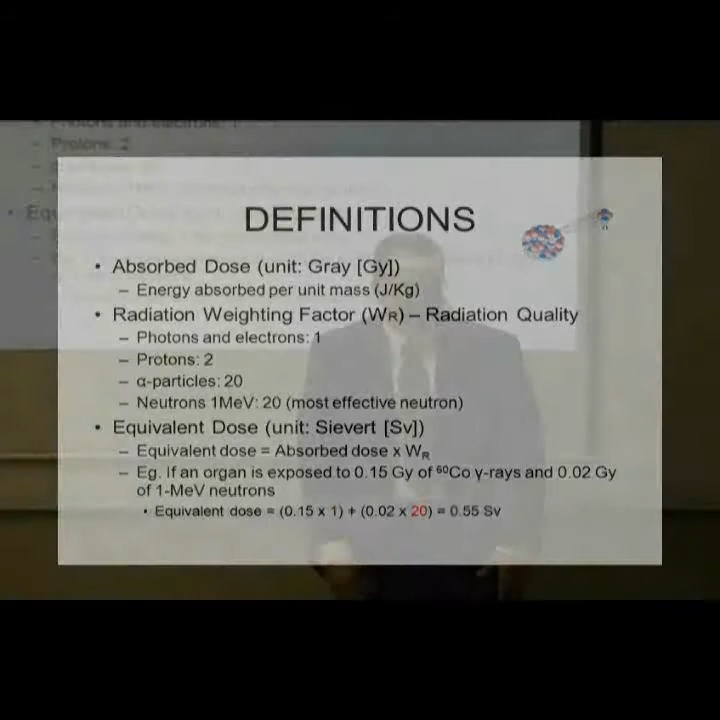 DEFINITIONS
• Absorbed Dose (unit: Gray [Gy])
– Energy absorbed per unit mass (J/Kg)
• Radiation Weighting Factor (WR) – Radiation Quality
– Photons and electrons: 1
– Protons: 2
– α-particles: 20
– Neutrons 1MeV: 20 (most effective neutron)
• Equivalent Dose (unit: Sievert [Sv])
– Equivalent dose = Absorbed dose x WR
– Eg. If an organ is exposed to 0.15 Gy of ⁶⁰Co γ-rays and 0.02 Gy
of 1-MeV neutrons
• Equivalent dose = (0.15 x 1) + (0.02 x 20) = 0.55 Sv
– Protons: 2